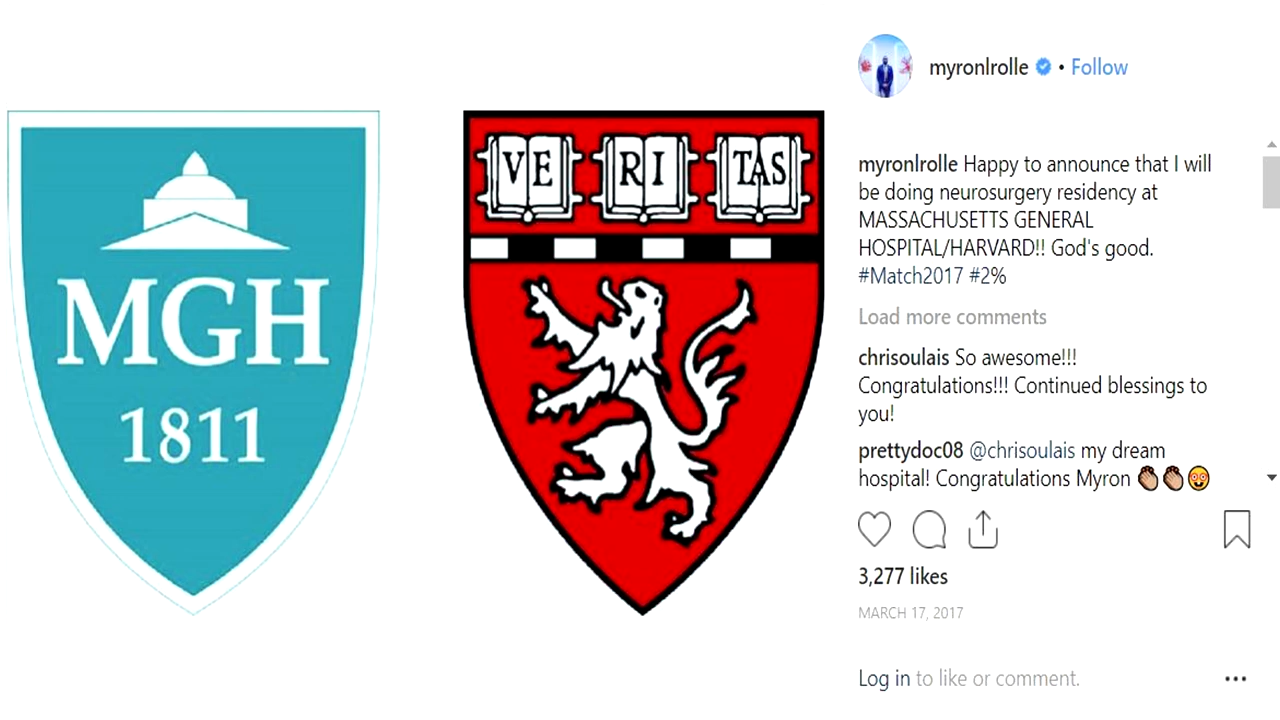 MGH
1811
VE RI TAS
myronlrolle • Follow
myronlrolle Happy to announce that I will
be doing neurosurgery residency at
MASSACHUSETTS GENERAL
HOSPITAL/HARVARD!! God's good.
#Match2017 #2%
Load more comments
chrisoulais So awesome!!!
Congratulations!!! Continued blessings to
you!
prettydoc08 @chrisoulais my dream
hospital! Congratulations Myron 👏🏽👏🏽😍
3,277 likes
MARCH 17, 2017
Log in to like or comment.